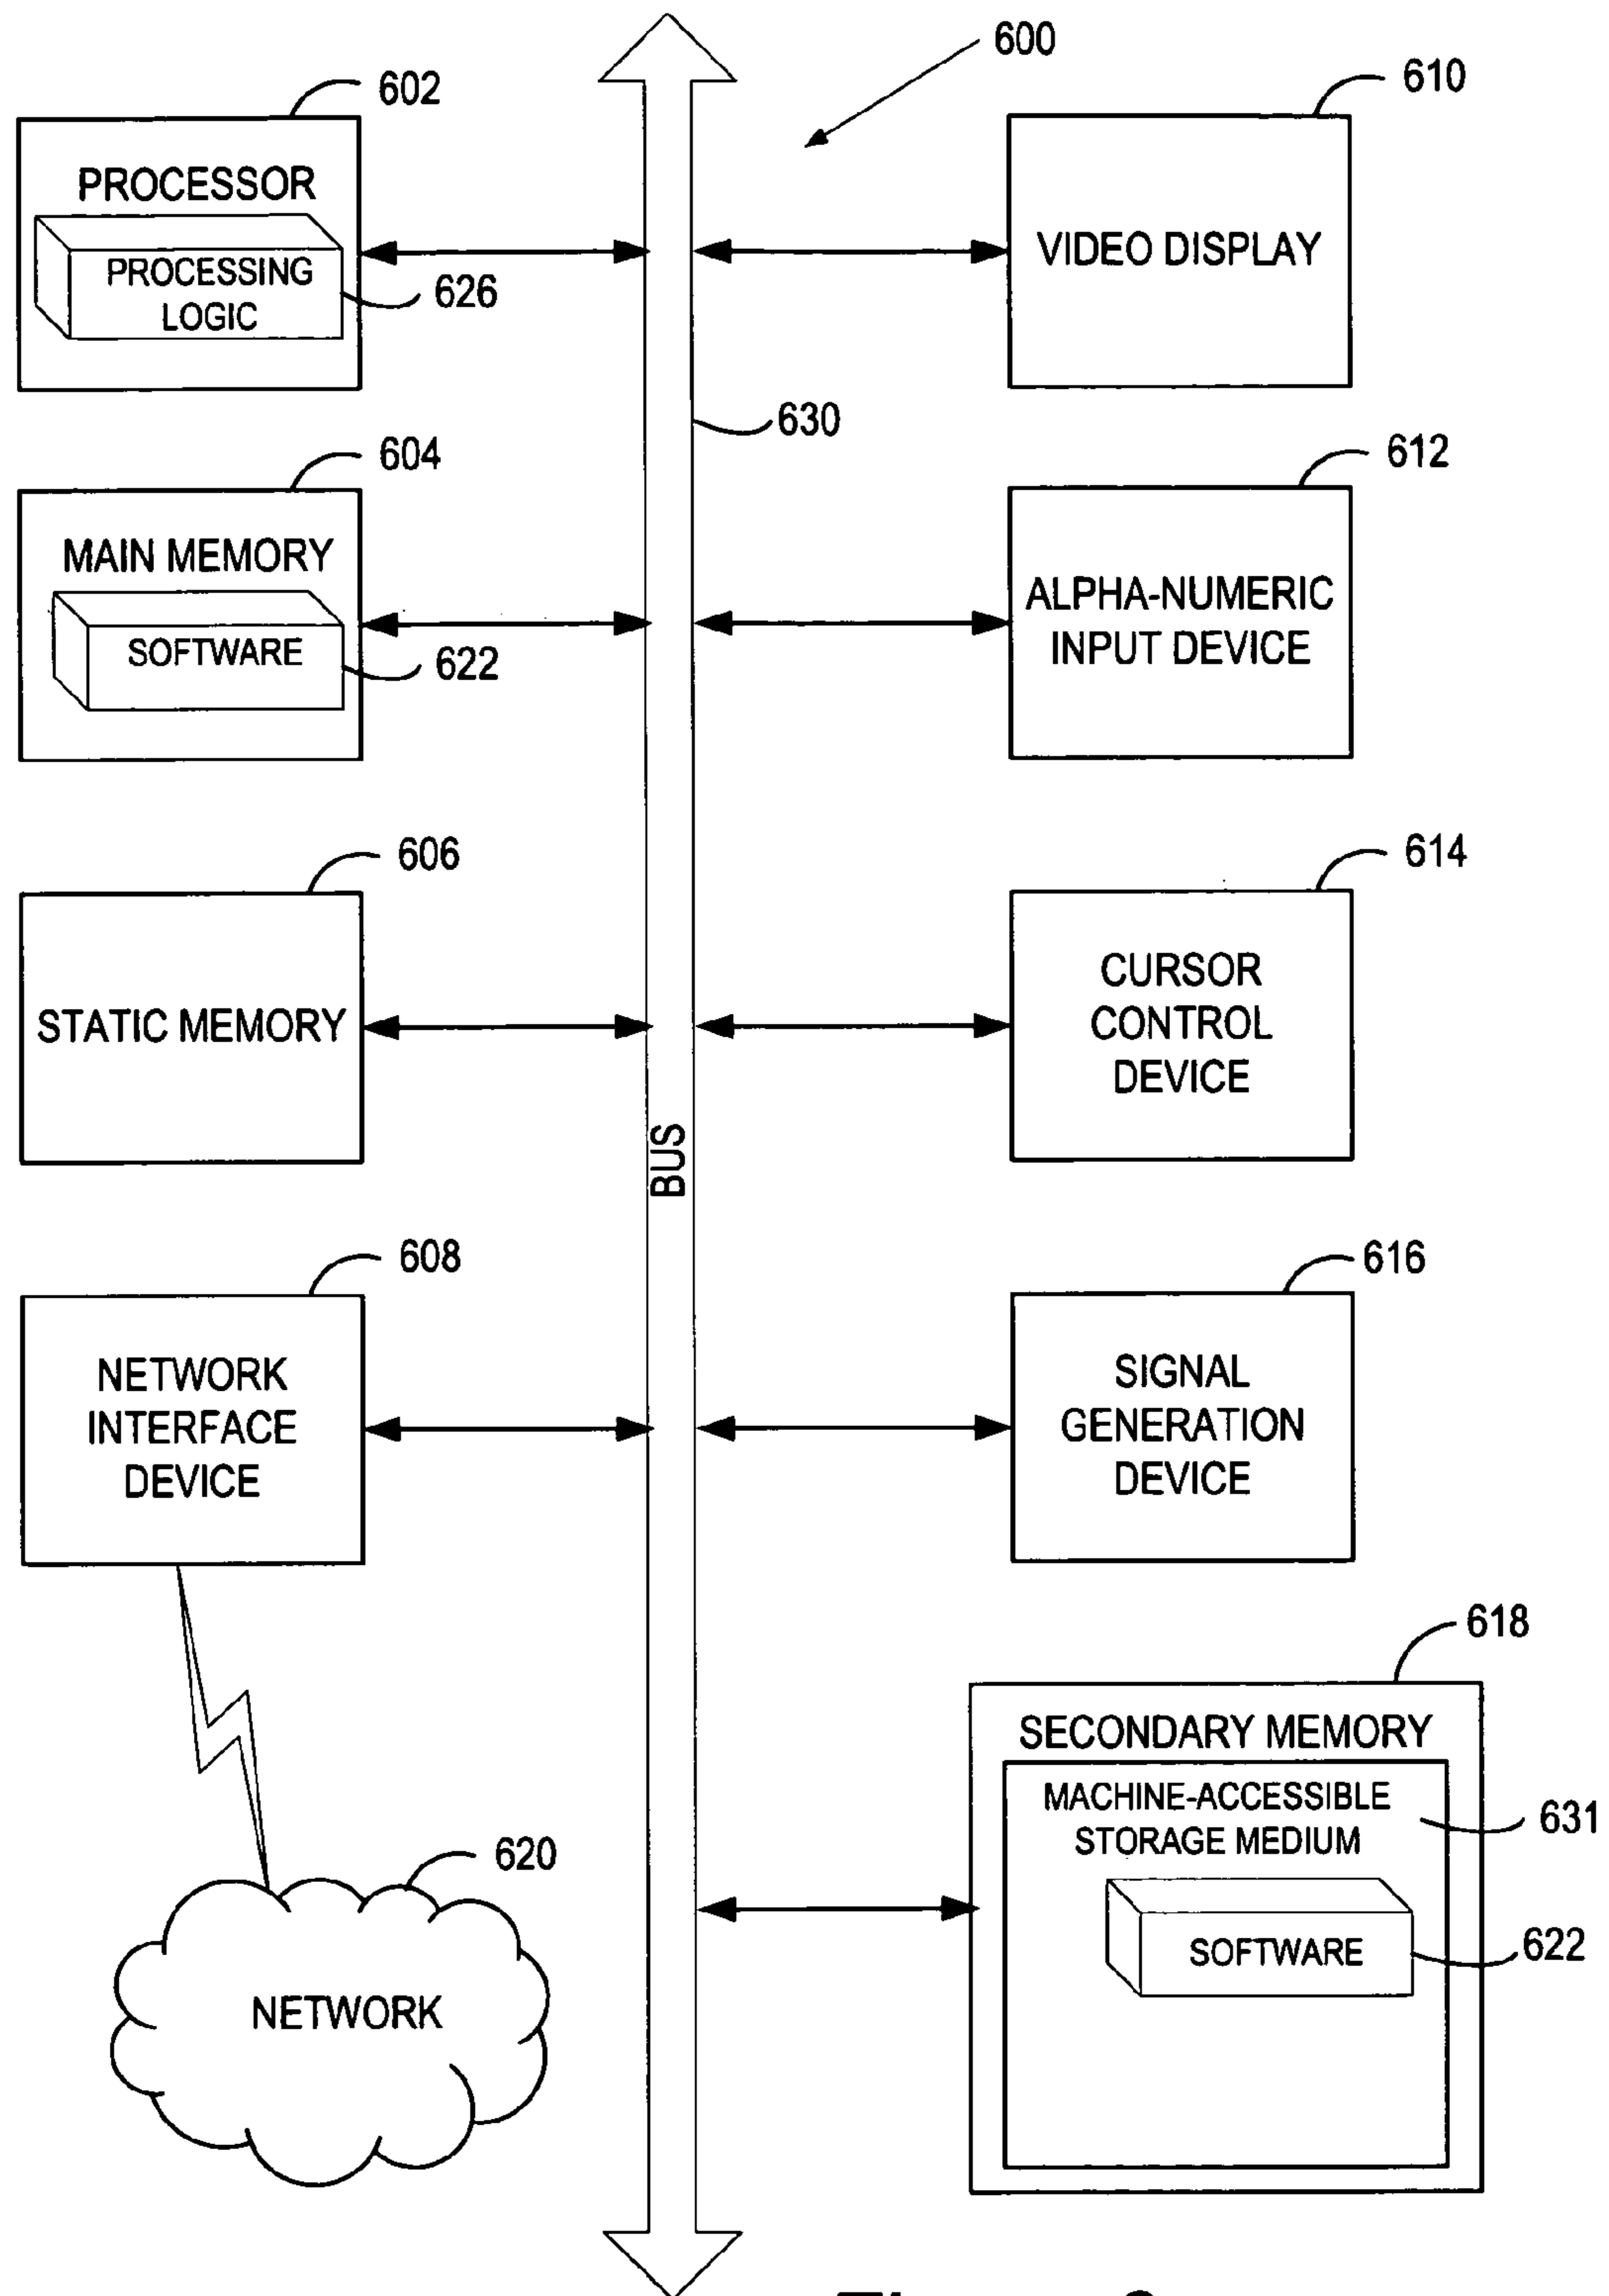 600
602
PROCESSOR
PROCESSING
LOGIC
626
610
VIDEO DISPLAY
630
604
MAIN MEMORY
SOFTWARE
622
612
ALPHA-NUMERIC
INPUT DEVICE
606
STATIC MEMORY
614
CURSOR
CONTROL
DEVICE
BUS
608
NETWORK
INTERFACE
DEVICE
616
SIGNAL
GENERATION
DEVICE
620
NETWORK
618
SECONDARY MEMORY
MACHINE-ACCESSIBLE
STORAGE MEDIUM
631
SOFTWARE
622